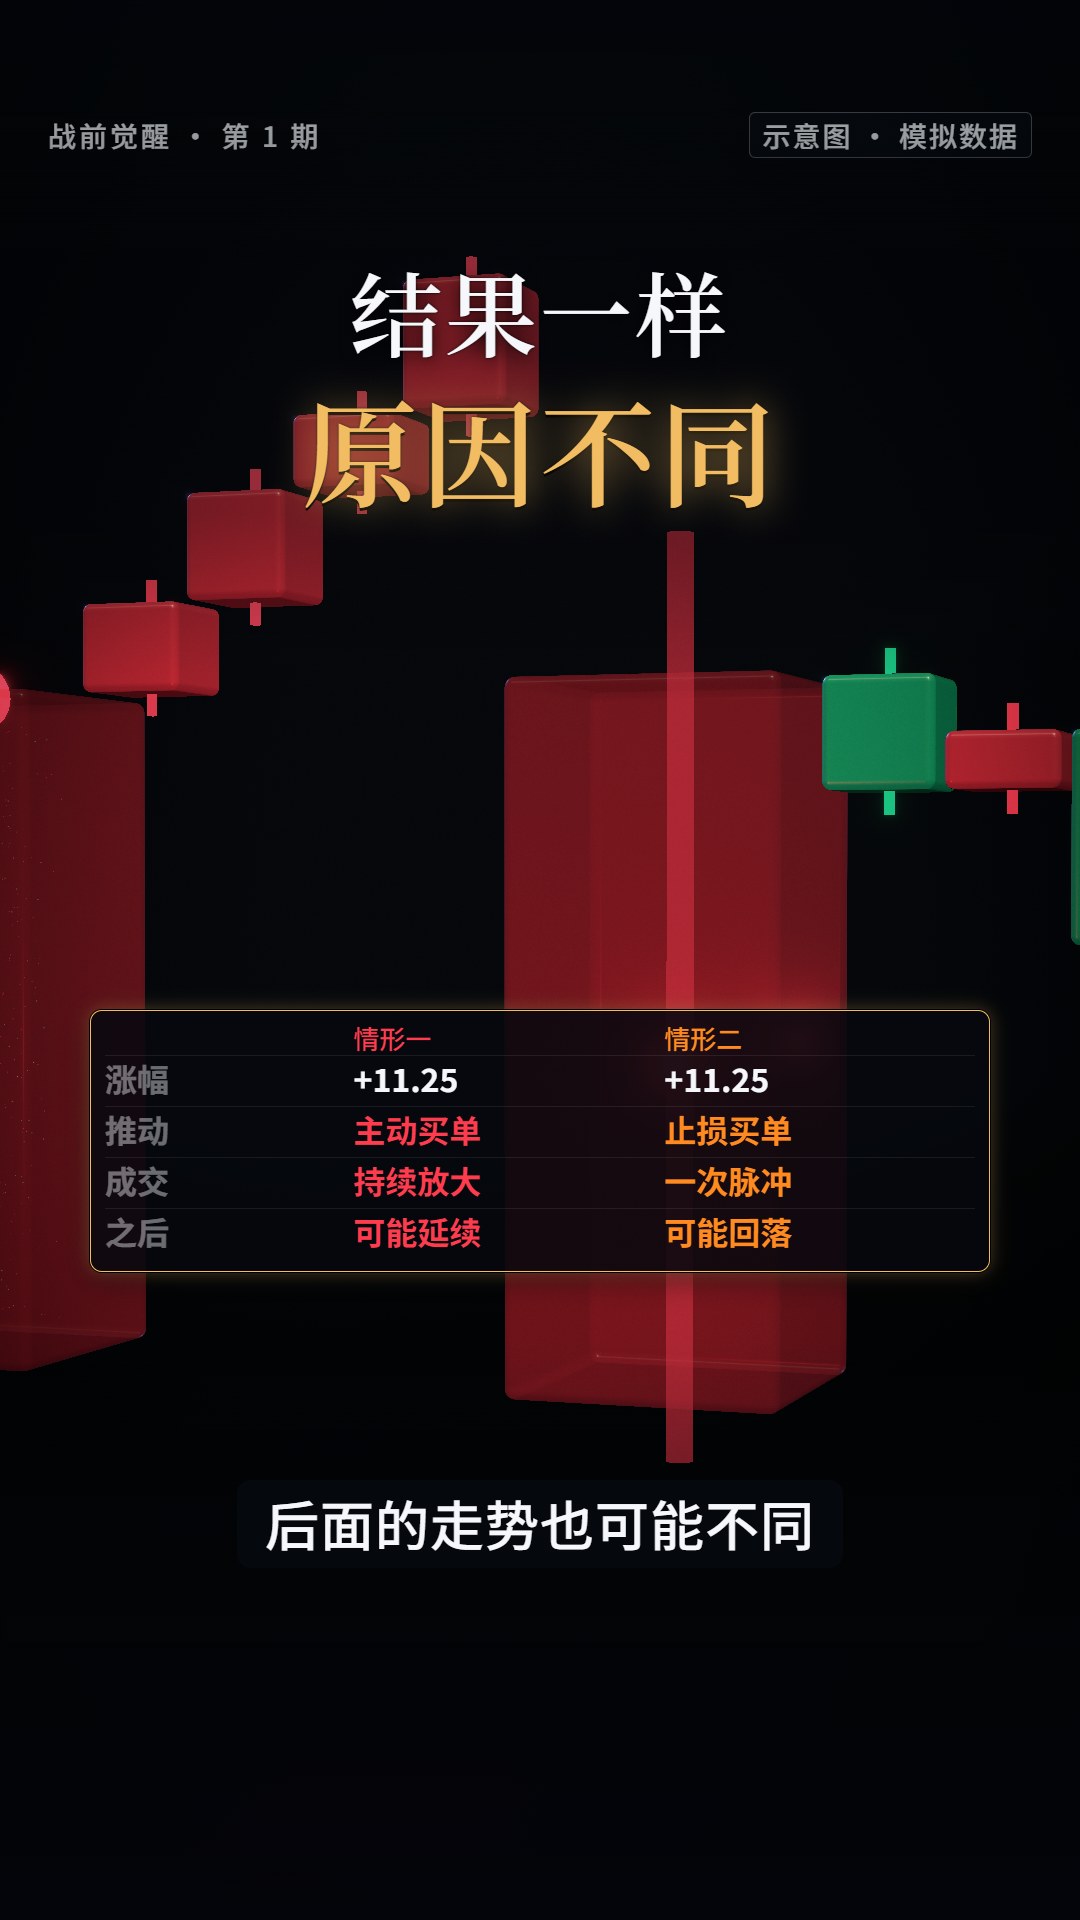 战前觉醒 · 第 1 期
示意图 · 模拟数据
结果一样
原因不同
情形一 情形二
涨幅 +11.25 +11.25
推动 主动买单 止损买单
成交 持续放大 一次脉冲
之后 可能延续 可能回落
后面的走势也可能不同